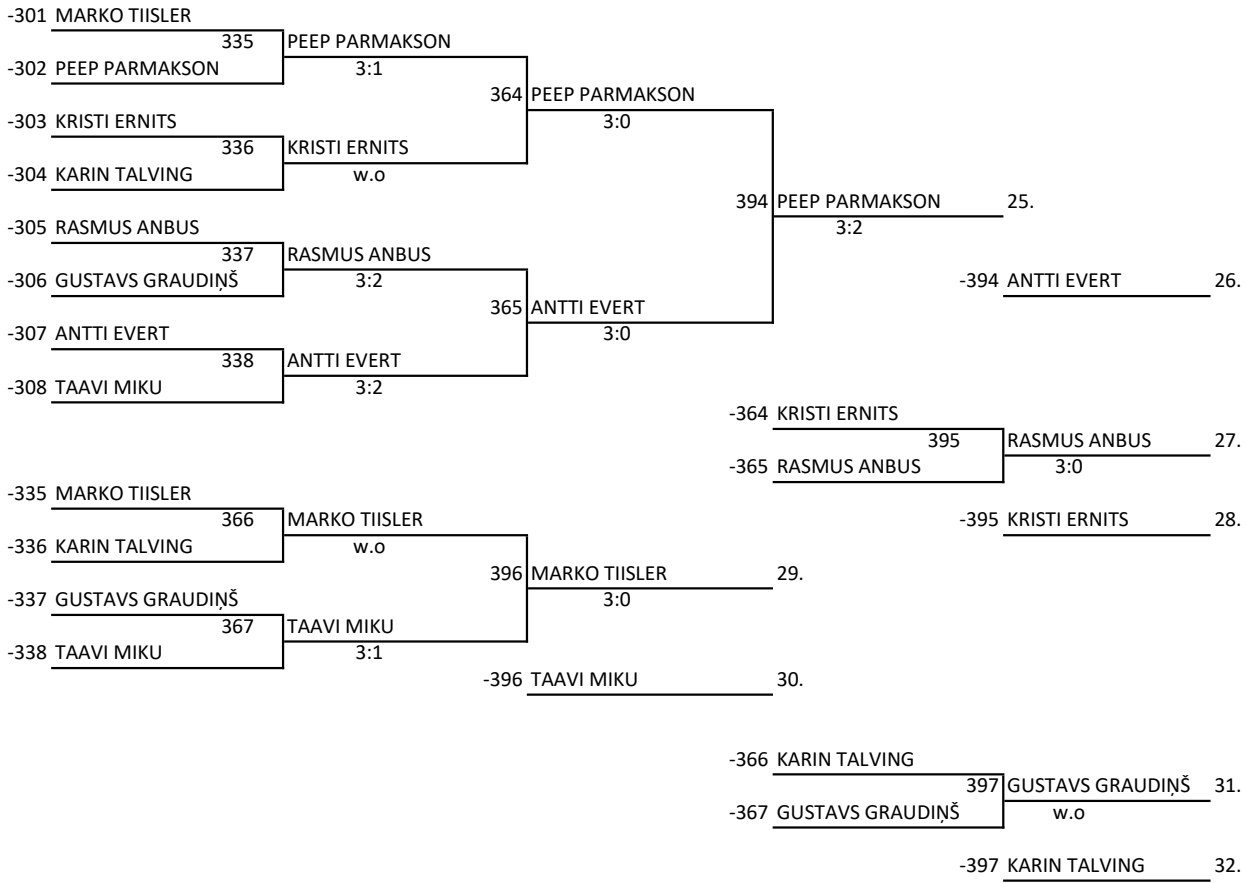 -301 MARKO TIISLER
335 PEEP PARMAKSON
-302 PEEP PARMAKSON 3:1
364 PEEP PARMAKSON
-303 KRISTI ERNITS 3:0
336 KRISTI ERNITS
-304 KARIN TALVING w.o
394 PEEP PARMAKSON 25.
-305 RASMUS ANBUS 3:2
337 RASMUS ANBUS
-306 GUSTAVS GRAUDIŅŠ 3:2 -394 ANTTI EVERT 26.
365 ANTTI EVERT
-307 ANTTI EVERT 3:0
338 ANTTI EVERT
-308 TAAVI MIKU 3:2
-364 KRISTI ERNITS
395 RASMUS ANBUS 27.
-365 RASMUS ANBUS 3:0
-335 MARKO TIISLER
366 MARKO TIISLER -395 KRISTI ERNITS 28.
-336 KARIN TALVING w.o
396 MARKO TIISLER 29.
-337 GUSTAVS GRAUDIŅŠ 3:0
367 TAAVI MIKU
-338 TAAVI MIKU 3:1
-396 TAAVI MIKU 30.
-366 KARIN TALVING
397 GUSTAVS GRAUDIŅŠ 31.
-367 GUSTAVS GRAUDIŅŠ w.o
-397 KARIN TALVING 32.